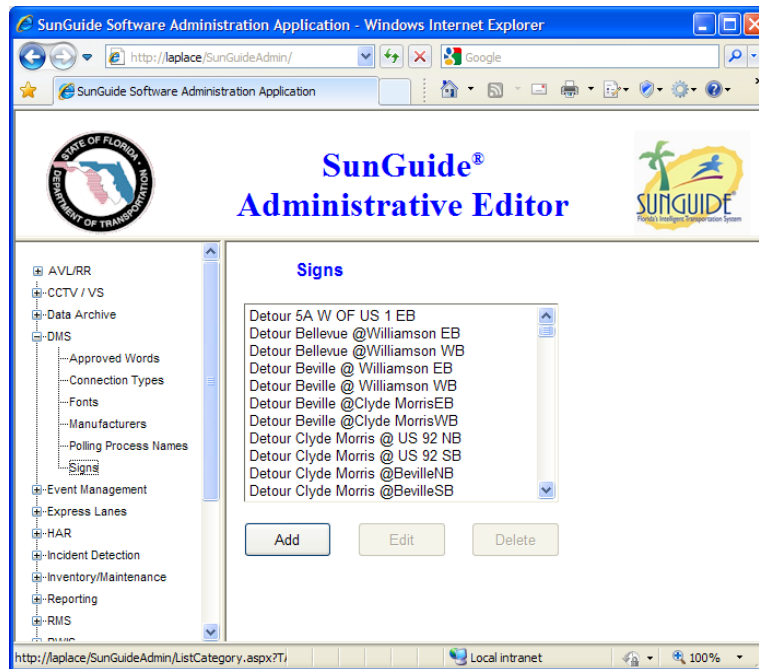 SunGuide Software Administration Application - Windows Internet Explorer
http://laplace/SunGuideAdmin/
Google
SunGuide Software Administration Application
STATE OF FLORIDA
DEPARTMENT OF TRANSPORTATION
SunGuide®
Administrative Editor
SUNGUIDE
Florida's Intelligent Transportation System
AVL/RR
CCTV / VS
Data Archive
DMS
Approved Words
Connection Types
Fonts
Manufacturers
Polling Process Names
Signs
Event Management
Express Lanes
HAR
Incident Detection
Inventory/Maintenance
Reporting
RMS
Signs
Detour 5A W OF US 1 EB
Detour Bellevue @Williamson EB
Detour Bellevue @Williamson WB
Detour Beville @ Williamson EB
Detour Beville @ Williamson WB
Detour Beville @Clyde MorrisEB
Detour Beville @Clyde MorrisWB
Detour Clyde Morris @ US 92 NB
Detour Clyde Morris @ US 92 SB
Detour Clyde Morris @BevilleNB
Detour Clyde Morris @BevilleSB
Add
Edit
Delete
http://laplace/SunGuideAdmin/ListCategory.aspx?T
Local intranet
100%